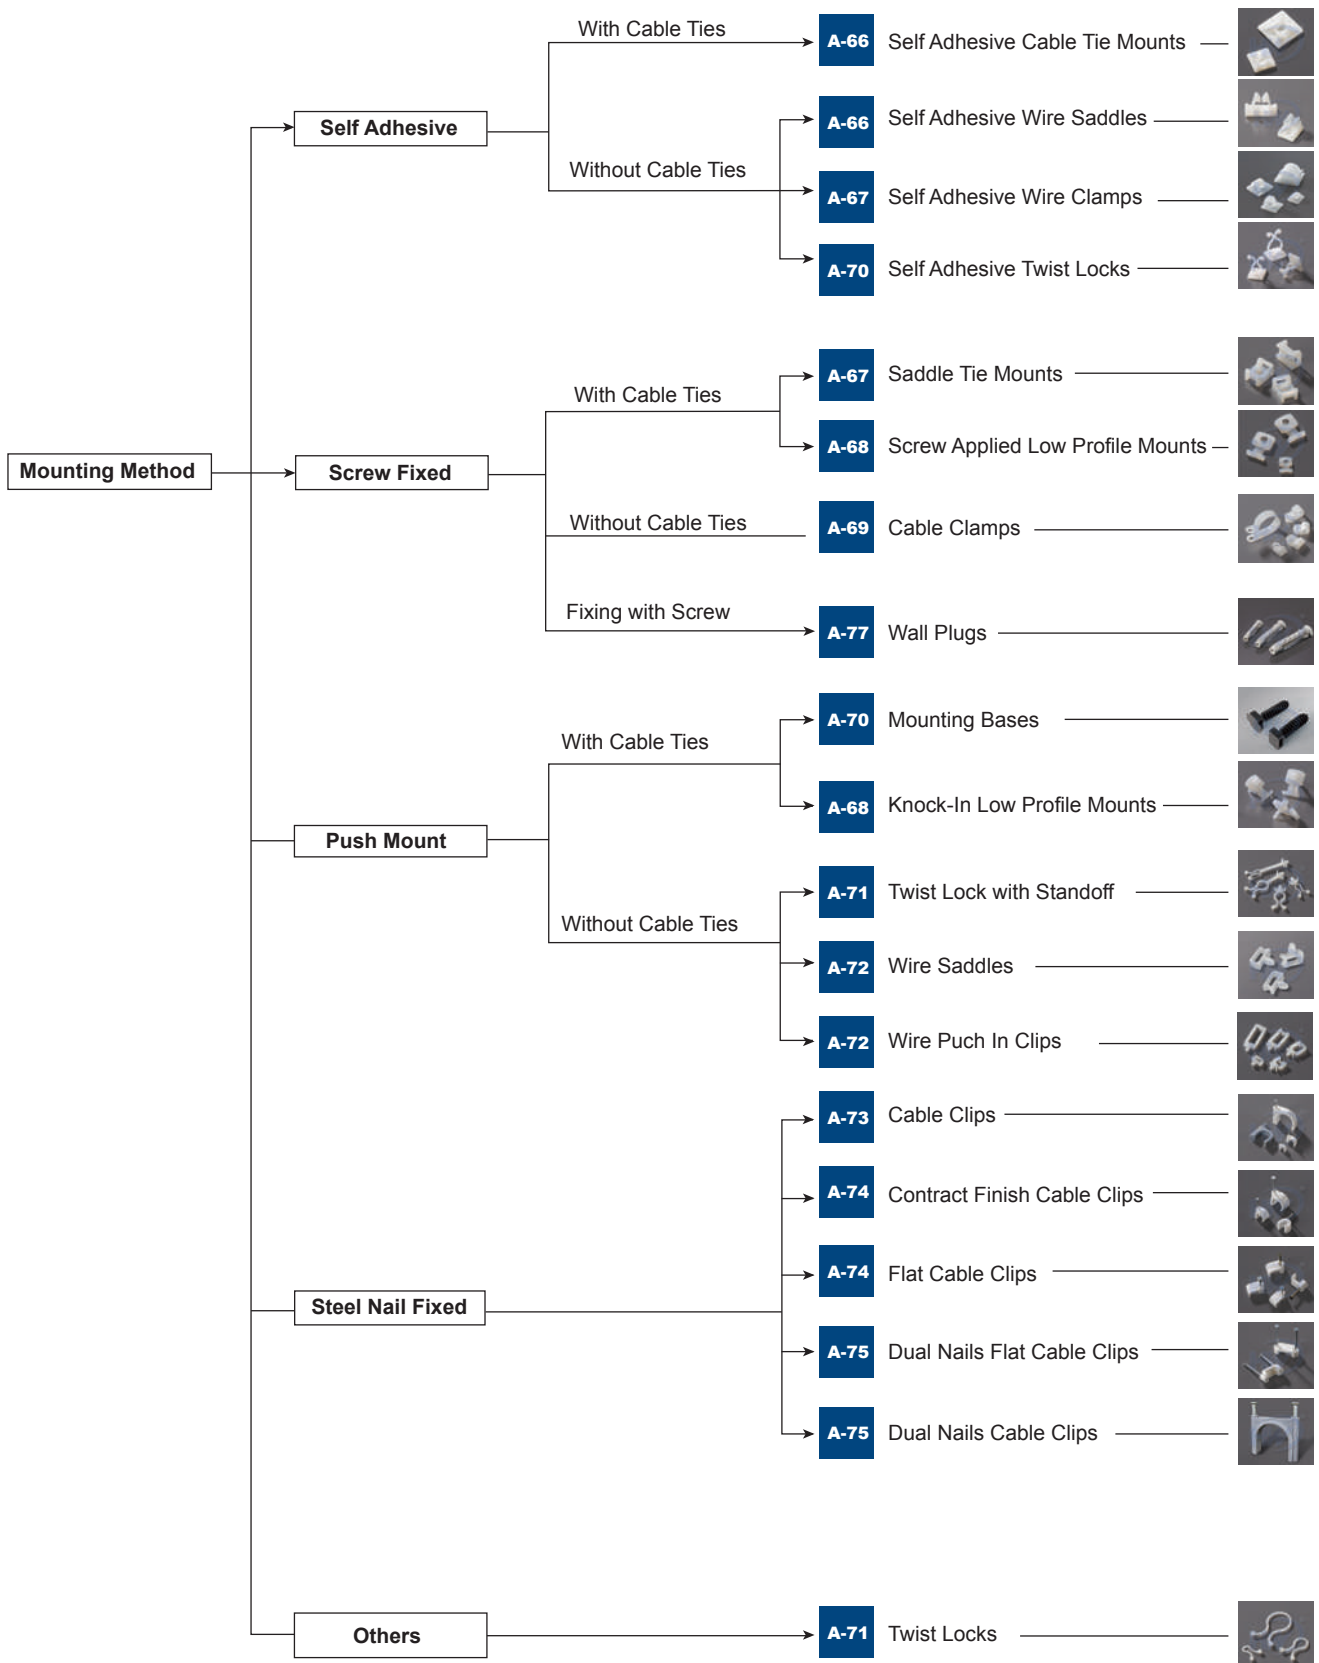 With Cable Ties
A-66 Self Adhesive Cable Tie Mounts
Self Adhesive
A-66 Self Adhesive Wire Saddles
Without Cable Ties
A-67 Self Adhesive Wire Clamps
A-70 Self Adhesive Twist Locks
A-67 Saddle Tie Mounts
With Cable Ties
A-68 Screw Applied Low Profile Mounts
Mounting Method
Screw Fixed
Without Cable Ties
A-69 Cable Clamps
Fixing with Screw
A-77 Wall Plugs
A-70 Mounting Bases
With Cable Ties
A-68 Knock-In Low Profile Mounts
Push Mount
A-71 Twist Lock with Standoff
Without Cable Ties
A-72 Wire Saddles
A-72 Wire Puch In Clips
A-73 Cable Clips
A-74 Contract Finish Cable Clips
A-74 Flat Cable Clips
Steel Nail Fixed
A-75 Dual Nails Flat Cable Clips
A-75 Dual Nails Cable Clips
Others
A-71 Twist Locks